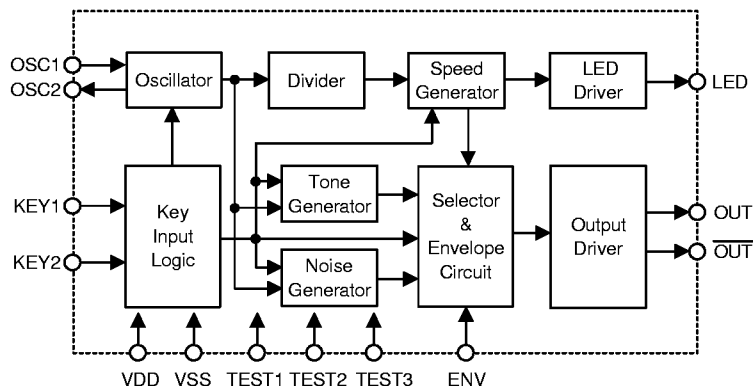 OSC1
OSC2
Oscillator
Divider
Speed
Generator
LED
Driver
LED
KEY1
KEY2
Key
Input
Logic
Tone
Generator
Noise
Generator
Selector
&
Envelope
Circuit
Output
Driver
OUT
OUT
VDD
VSS
TEST1
TEST2
TEST3
ENV